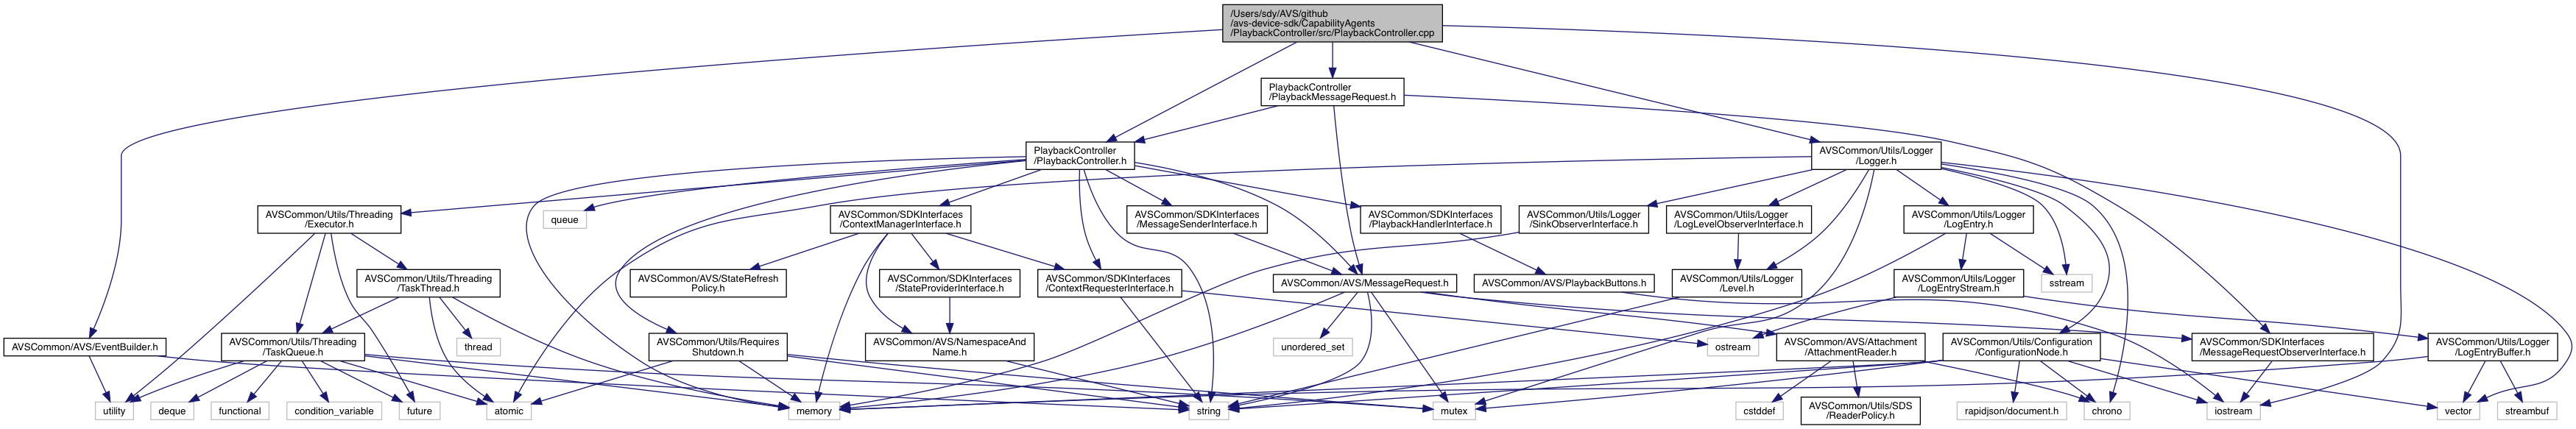 /Users/sdy/AVS/github
/avs-device-sdk/CapabilityAgents
/PlaybackController/src/PlaybackController.cpp
PlaybackController
/PlaybackMessageRequest.h
PlaybackController
/PlaybackController.h
AVSCommon/Utils/Logger
/Logger.h
AVSCommon/Utils/Threading
/Executor.h
queue
AVSCommon/SDKInterfaces
/ContextManagerInterface.h
AVSCommon/SDKInterfaces
/MessageSenderInterface.h
AVSCommon/SDKInterfaces
/PlaybackHandlerInterface.h
AVSCommon/Utils/Logger
/SinkObserverInterface.h
AVSCommon/Utils/Logger
/LogLevelObserverInterface.h
AVSCommon/Utils/Logger
/LogEntry.h
AVSCommon/Utils/Threading
/TaskThread.h
AVSCommon/AVS/StateRefresh
Policy.h
AVSCommon/SDKInterfaces
/StateProviderInterface.h
AVSCommon/SDKInterfaces
/ContextRequesterInterface.h
AVSCommon/AVS/MessageRequest.h
AVSCommon/AVS/PlaybackButtons.h
AVSCommon/Utils/Logger
/Level.h
AVSCommon/Utils/Logger
/LogEntryStream.h
sstream
AVSCommon/AVS/EventBuilder.h
AVSCommon/Utils/Threading
/TaskQueue.h
thread
AVSCommon/Utils/Requires
Shutdown.h
AVSCommon/AVS/NamespaceAnd
Name.h
unordered_set
ostream
AVSCommon/AVS/Attachment
/AttachmentReader.h
AVSCommon/Utils/Configuration
/ConfigurationNode.h
AVSCommon/SDKInterfaces
/MessageRequestObserverInterface.h
AVSCommon/Utils/Logger
/LogEntryBuffer.h
utility
deque
functional
condition_variable
future
atomic
memory
string
mutex
cstddef
AVSCommon/Utils/SDS
/ReaderPolicy.h
rapidjson/document.h
chrono
iostream
vector
streambuf